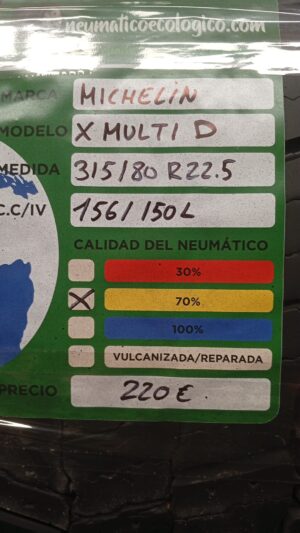 neumaticoecologico.com
MARCA MICHELIN
MODELO X MULTI D
MEDIDA 315/80 R22.5
C.C/IV 156/150L
CALIDAD DEL NEUMÁTICO
30%
X 70%
100%
VULCANIZADA/REPARADA
PRECIO 220 €